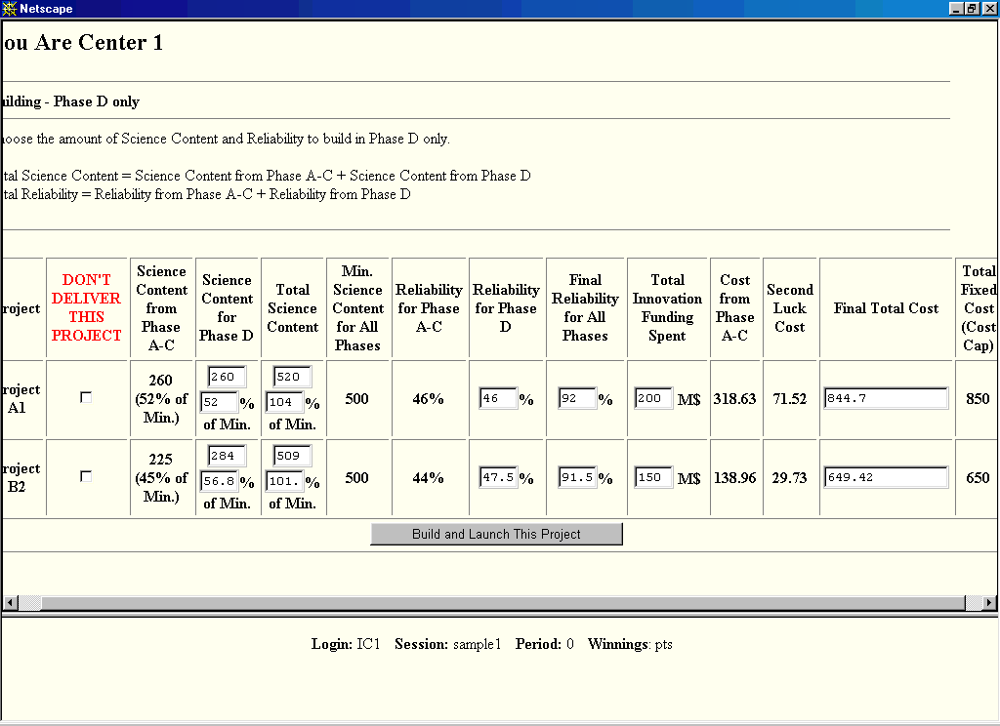 Netscape
ou Are Center 1
ilding - Phase D only
oose the amount of Science Content and Reliability to build in Phase D only.
tal Science Content = Science Content from Phase A-C + Science Content from Phase D
tal Reliability = Reliability from Phase A-C + Reliability from Phase D
roject
DON'T
DELIVER
THIS
PROJECT
Science
Content
from
Phase
A-C
Science
Content
for
Phase D
Total
Science
Content
Min.
Science
Content
for All
Phases
Reliability
for Phase
A-C
Reliability
for Phase
D
Final
Reliability
for All
Phases
Total
Innovation
Funding
Spent
Cost
from
Phase
A-C
Second
Luck
Cost
Final Total Cost
Total
Fixed
Cost
(Cost
Cap)
roject
A1
260
(52% of
Min.)
260
52 %
of Min.
520
104 %
of Min.
500
46%
46 %
92 %
200 M$
318.63
71.52
844.7
850
roject
B2
225
(45% of
Min.)
284
56.8 %
of Min.
509
101. %
of Min.
500
44%
47.5 %
91.5 %
150 M$
138.96
29.73
649.42
650
Build and Launch This Project
Login: IC1 Session: sample1 Period: 0 Winnings: pts